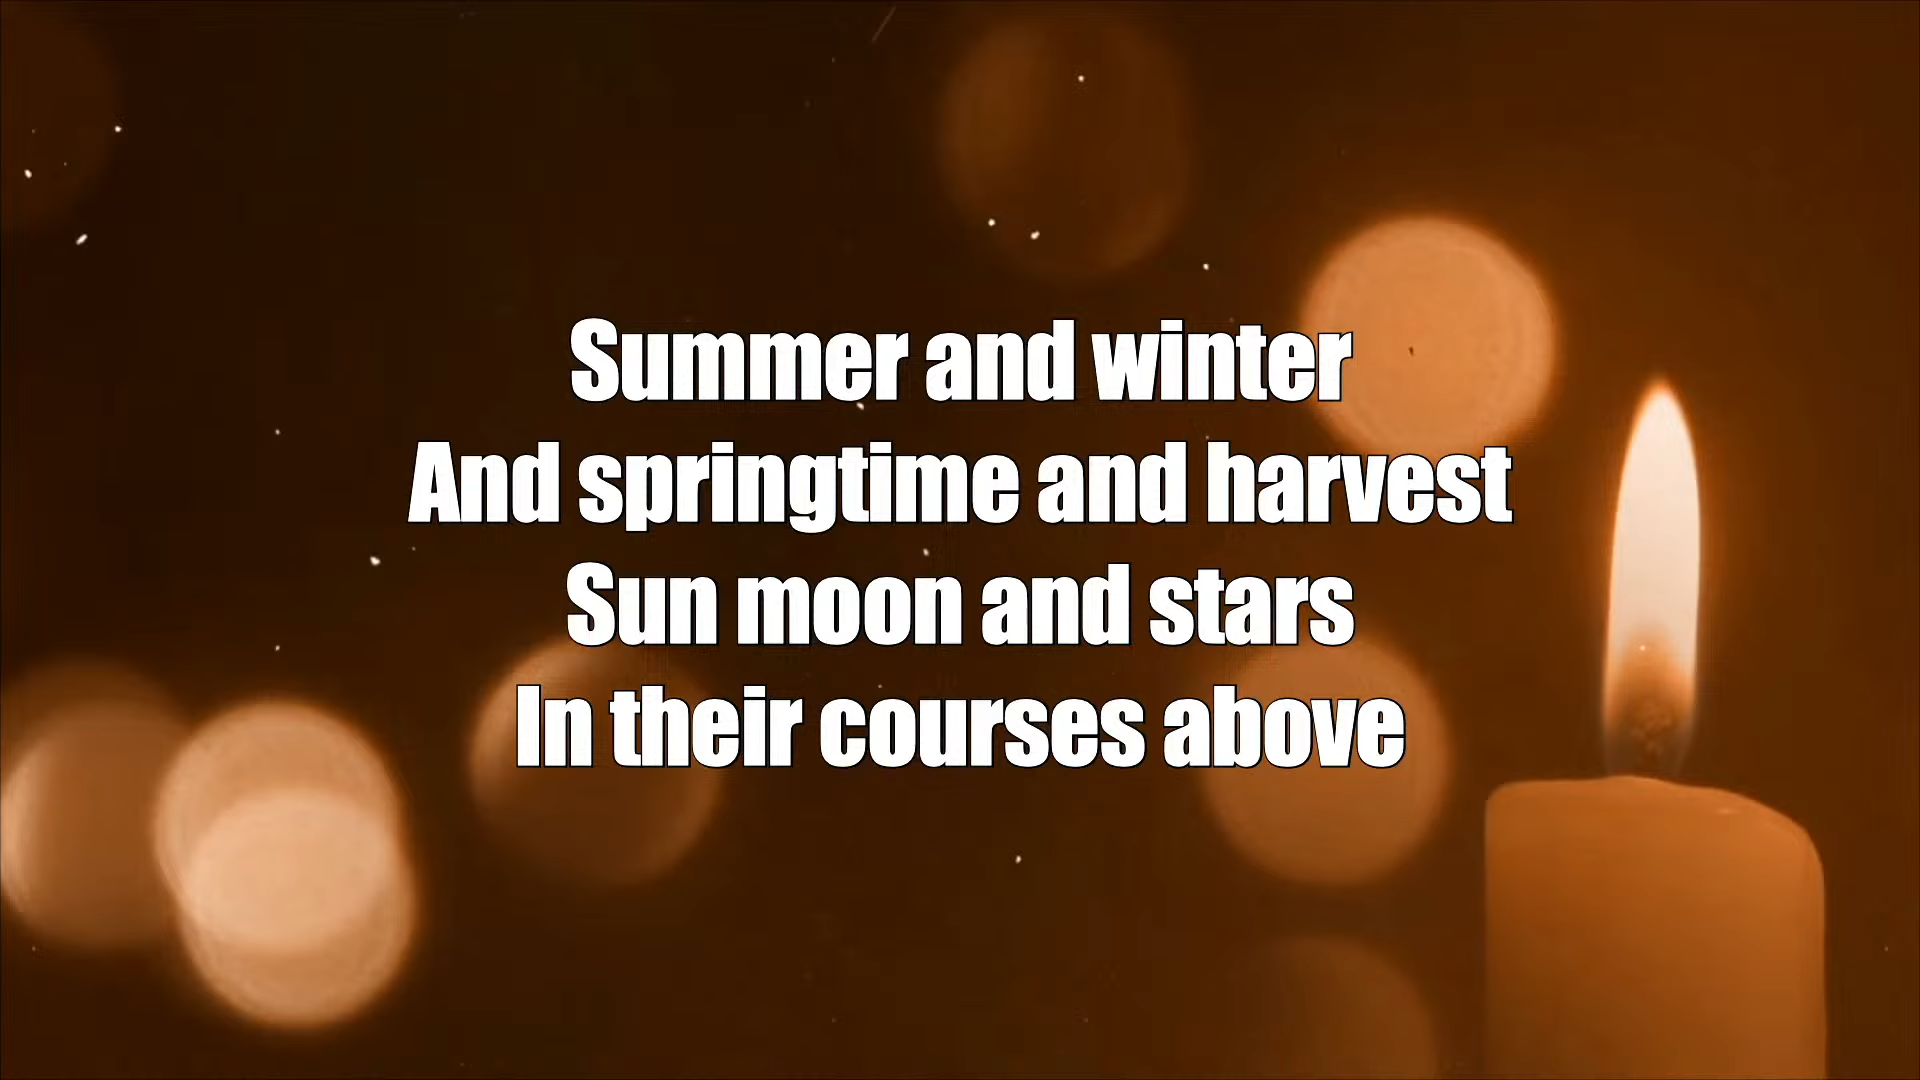 Summer and winter
And springtime and harvest
Sun moon and stars
In their courses above